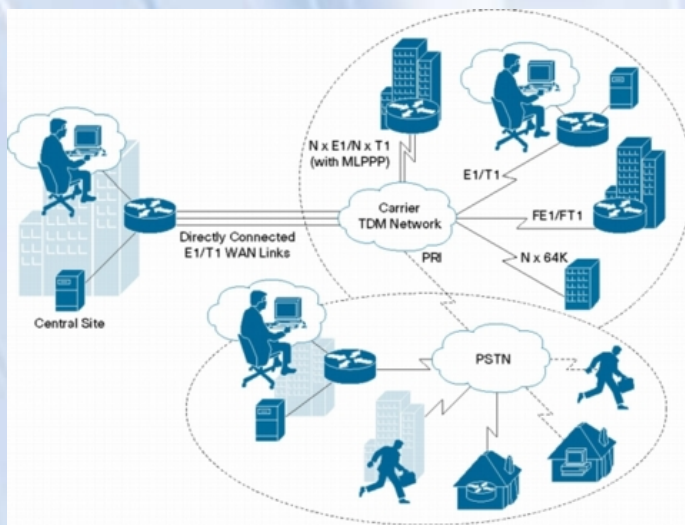 N x E1/N x T1
(with MLPPP)
E1/T1
Carrier
TDM Network
FE1/FT1
Directly Connected
E1/T1 WAN Links
PRI
N x 64K
Central Site
PSTN